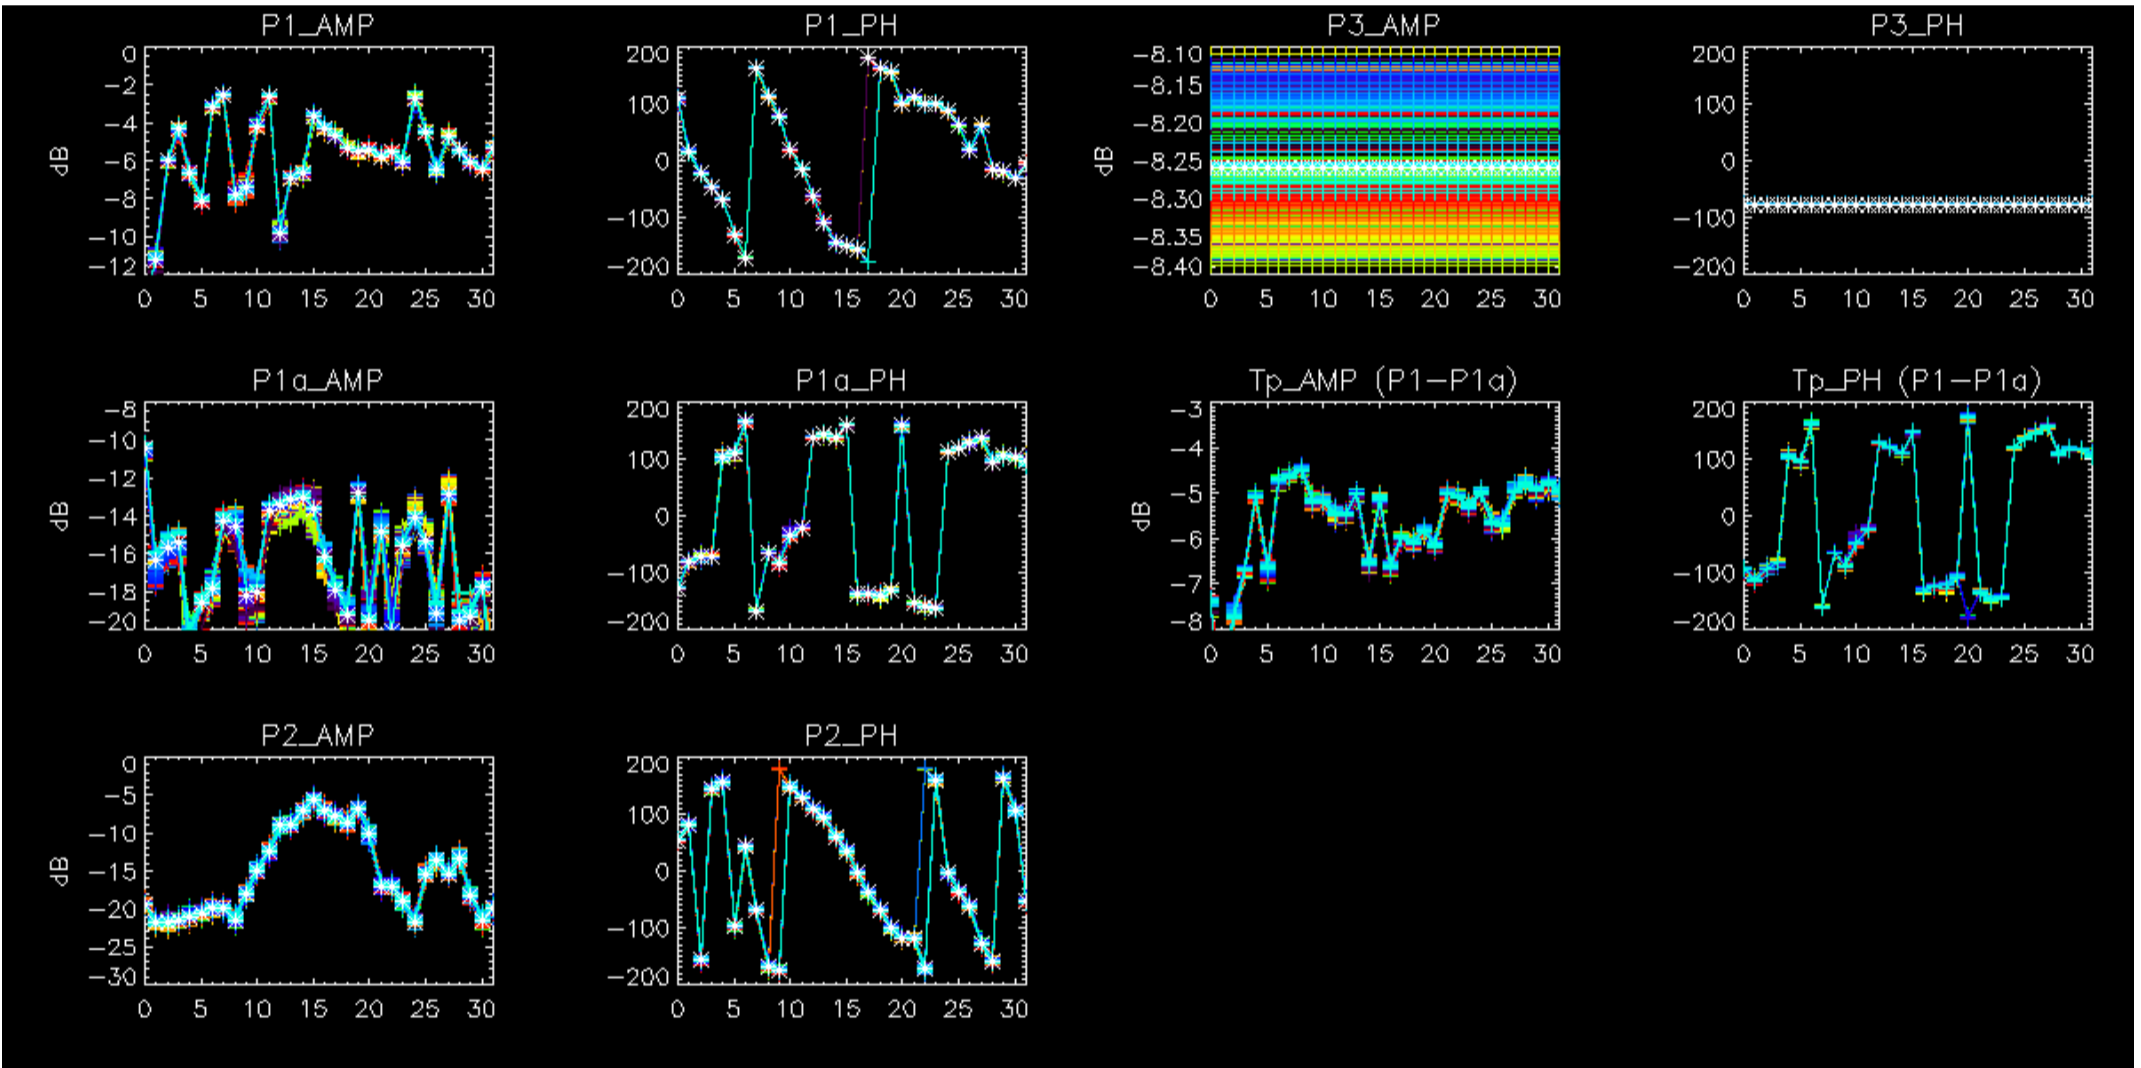 P1_AMP
0
-2
-4
-6
-8
-10
-12
dB
0 5 10 15 20 25 30
P1_PH
200
100
0
-100
-200
0 5 10 15 20 25 30
P3_AMP
-8.10
-8.15
-8.20
-8.25
-8.30
-8.35
-8.40
dB
0 5 10 15 20 25 30
P3_PH
200
100
0
-100
-200
0 5 10 15 20 25 30
P1a_AMP
-8
-10
-12
-14
-16
-18
-20
dB
0 5 10 15 20 25 30
P1a_PH
200
100
0
-100
-200
0 5 10 15 20 25 30
Tp_AMP (P1-P1a)
-3
-4
-5
-6
-7
-8
dB
0 5 10 15 20 25 30
Tp_PH (P1-P1a)
200
100
0
-100
-200
0 5 10 15 20 25 30
P2_AMP
0
-5
-10
-15
-20
-25
-30
dB
0 5 10 15 20 25 30
P2_PH
200
100
0
-100
-200
0 5 10 15 20 25 30